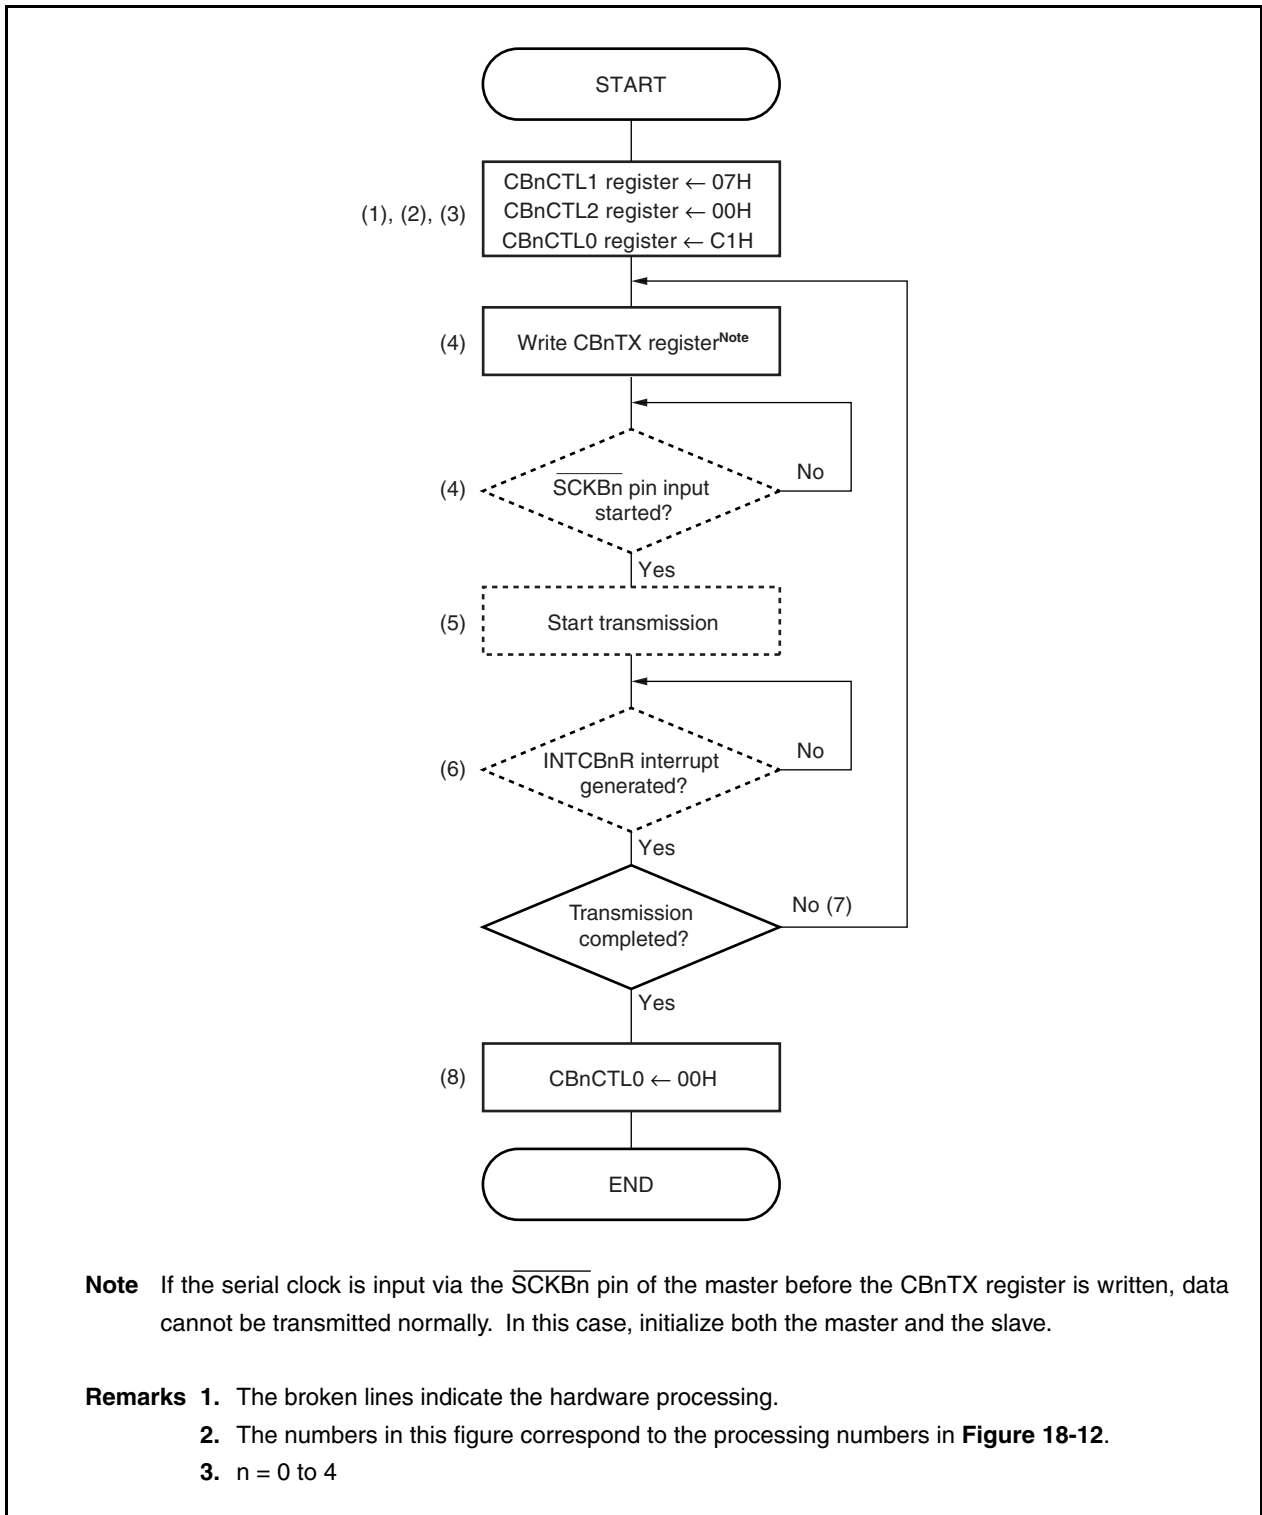 START
CBnCTL1 register ← 07H
CBnCTL2 register ← 00H
CBnCTL0 register ← C1H
(1), (2), (3)
(4)
Write CBnTX registerNote
(4)
SCKBn pin input
started?
No
Yes
(5)
Start transmission
(6)
INTCBnR interrupt
generated?
No
Yes
Transmission
completed?
No (7)
Yes
(8)
CBnCTL0 ← 00H
END
Note If the serial clock is input via the SCKBn pin of the master before the CBnTX register is written, data
cannot be transmitted normally. In this case, initialize both the master and the slave.
Remarks 1. The broken lines indicate the hardware processing.
2. The numbers in this figure correspond to the processing numbers in Figure 18-12.
3. n = 0 to 4